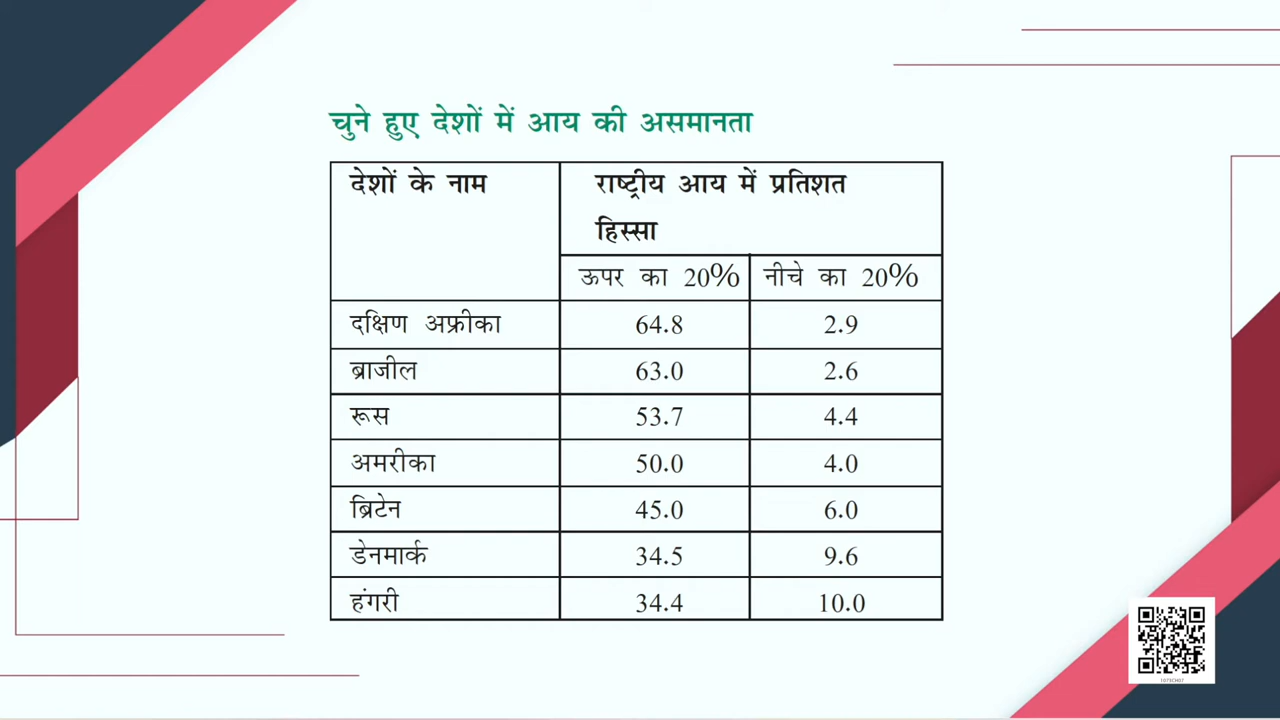 चुने हुए देशों में आय की असमानता
देशों के नाम राष्ट्रीय आय में प्रतिशत
हिस्सा
ऊपर का 20% नीचे का 20%
दक्षिण अफ्रीका 64.8 2.9
ब्राजील 63.0 2.6
रूस 53.7 4.4
अमरीका 50.0 4.0
ब्रिटेन 45.0 6.0
डेनमार्क 34.5 9.6
हंगरी 34.4 10.0